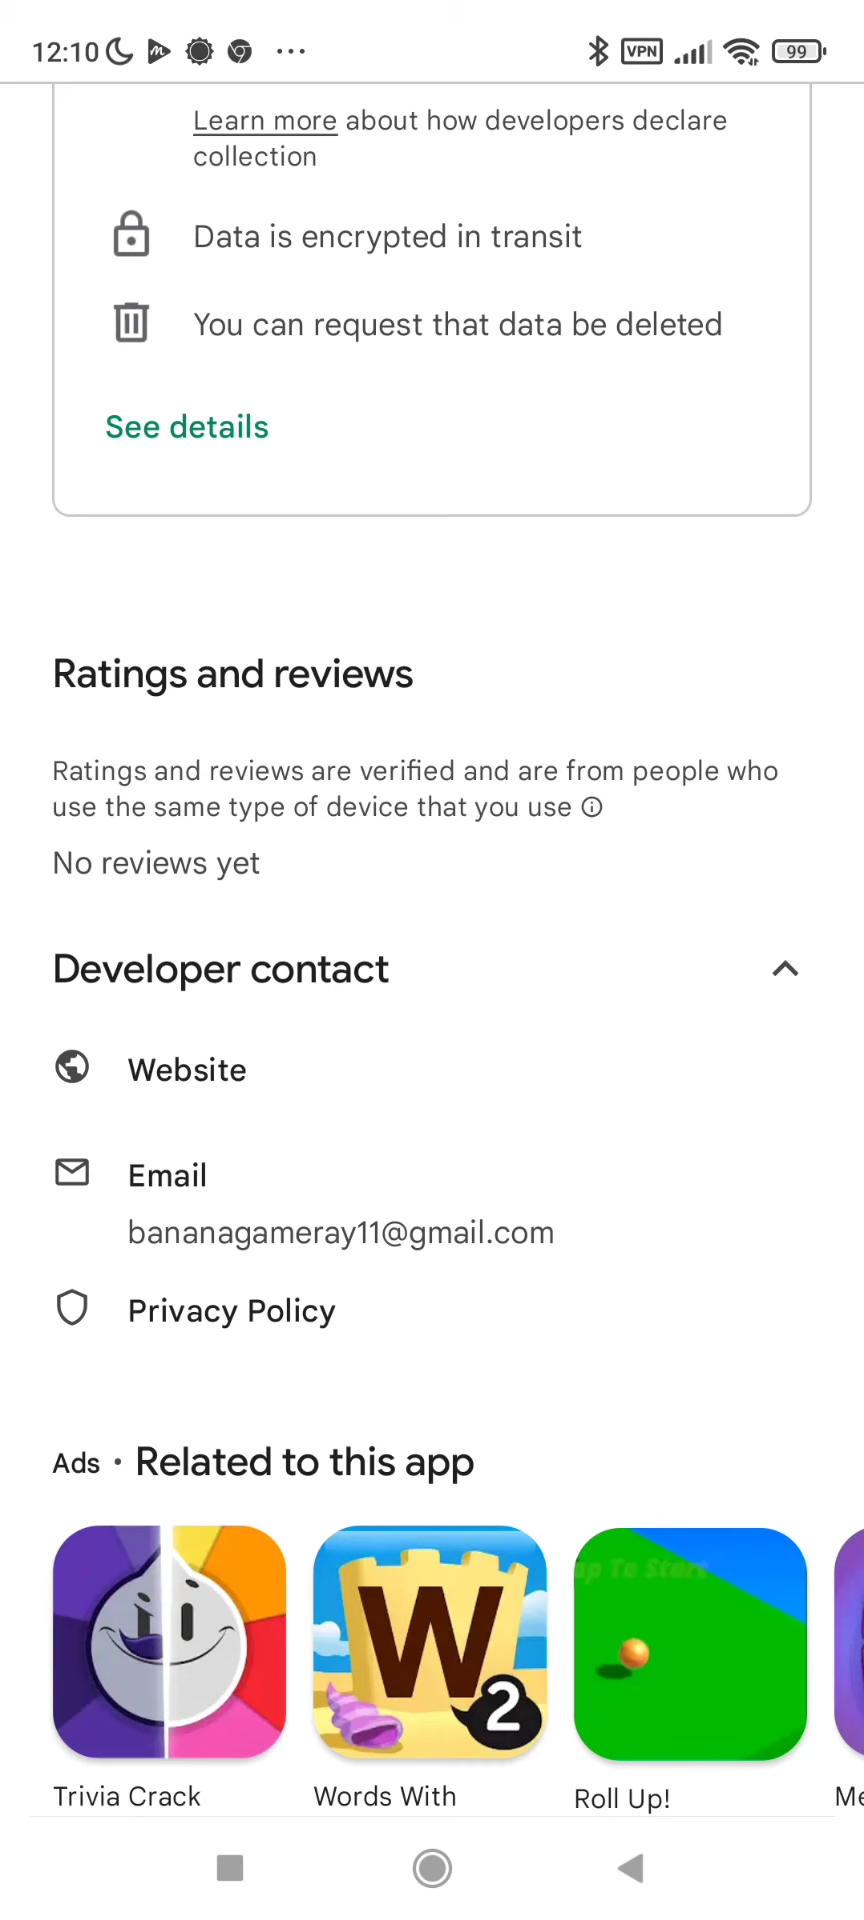 12:10 VPN 99
Learn more about how developers declare
collection
Data is encrypted in transit
You can request that data be deleted
See details
Ratings and reviews
Ratings and reviews are verified and are from people who
use the same type of device that you use
No reviews yet
Developer contact
Website
Email
bananagameray11@gmail.com
Privacy Policy
Ads • Related to this app
W
2
Trivia Crack
Words With
Roll Up!